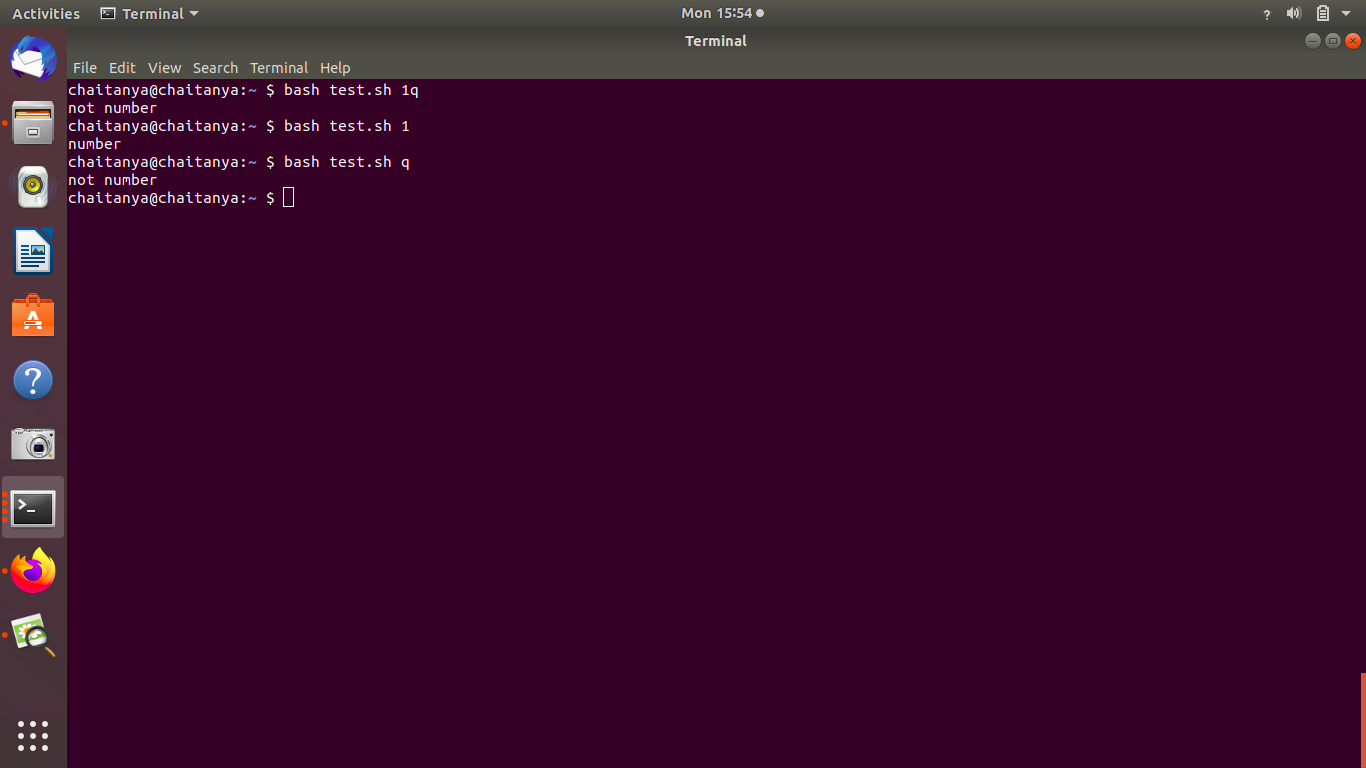 Activities Terminal Mon 15:54 ?
Terminal
File Edit View Search Terminal Help
chaitanya@chaitanya:~ $ bash test.sh 1q
not number
chaitanya@chaitanya:~ $ bash test.sh 1
number
chaitanya@chaitanya:~ $ bash test.sh q
not number
chaitanya@chaitanya:~ $